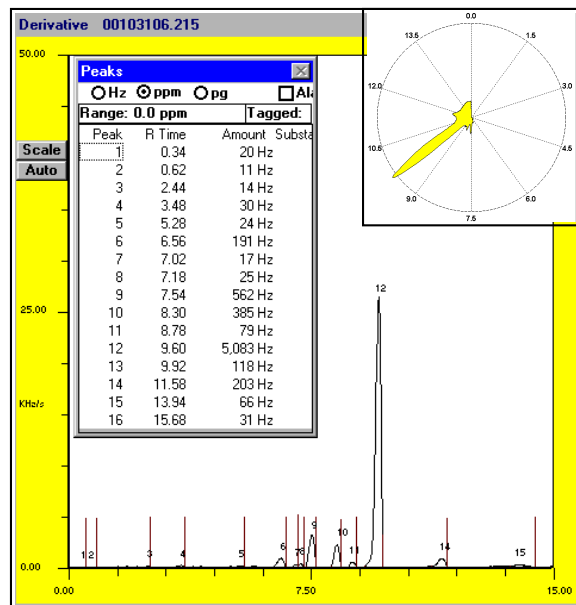 Derivative 00103106.215
50.00
Peaks
Hz ppm pg Ala
Range: 0.0 ppm Tagged:
Peak R Time Amount Substa
1 0.34 20 Hz
2 0.62 11 Hz
3 2.44 14 Hz
4 3.48 30 Hz
5 5.28 24 Hz
6 6.56 191 Hz
7 7.02 17 Hz
8 7.18 25 Hz
9 7.54 562 Hz
10 8.30 385 Hz
11 8.78 79 Hz
12 9.60 5,083 Hz
13 9.92 118 Hz
14 11.58 203 Hz
15 13.94 66 Hz
16 15.68 31 Hz
Scale
Auto
25.00
KHz/s
0.00
0.0
1.5
3.0
4.5
6.0
7.5
9.0
10.5
12.0
13.5
12
1 2 3 4 5 6 7 8 9 10 11 14 15
0.00 7.50 15.00